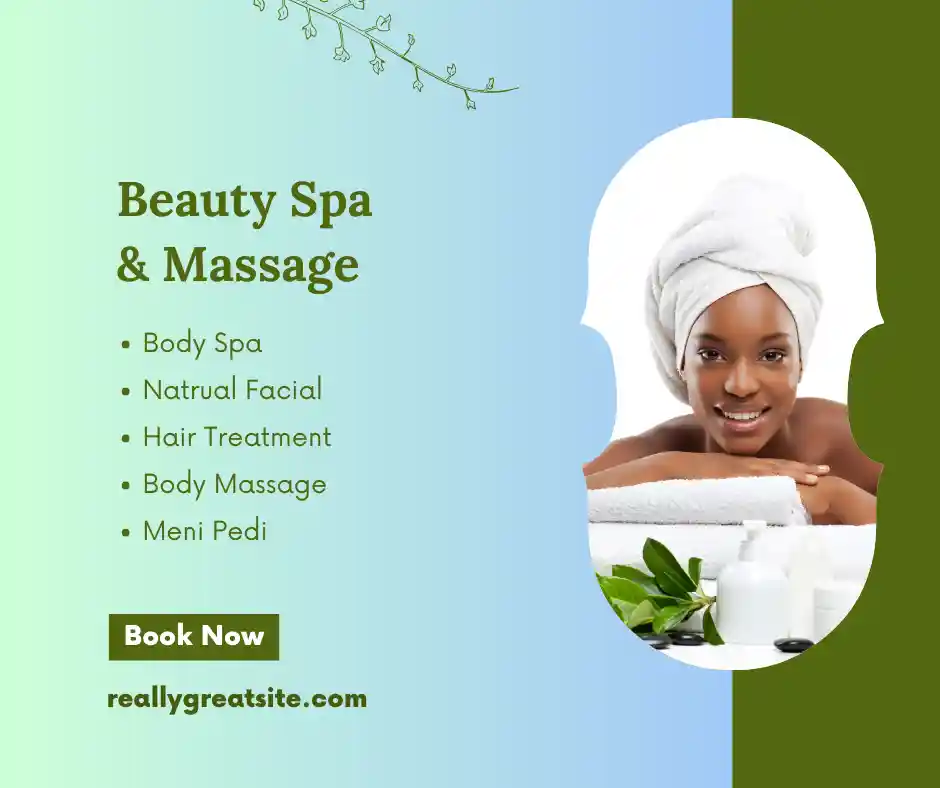 Beauty Spa
& Massage
• Body Spa
• Natrual Facial
• Hair Treatment
• Body Massage
• Meni Pedi
Book Now
reallygreatsite.com